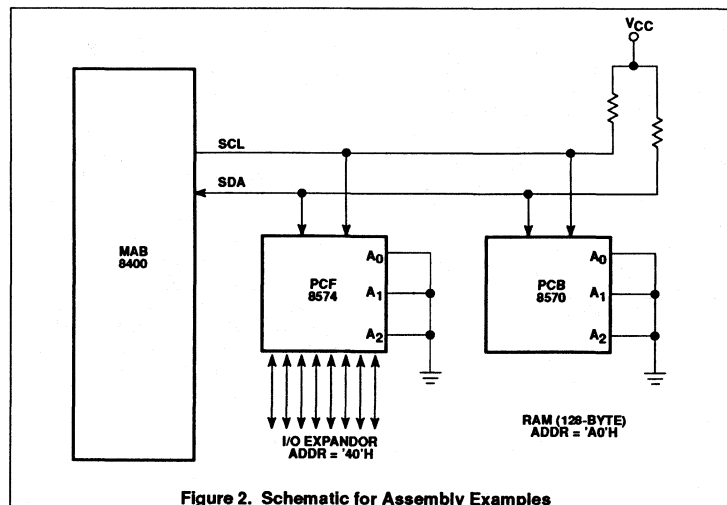 VCC
SCL
SDA
MAB
8400
PCF
8574
A0
A1
A2
PCB
8570
A0
A1
A2
I/O EXPANDOR
ADDR = '40'H
RAM (128-BYTE)
ADDR = 'A0'H
Figure 2. Schematic for Assembly Examples